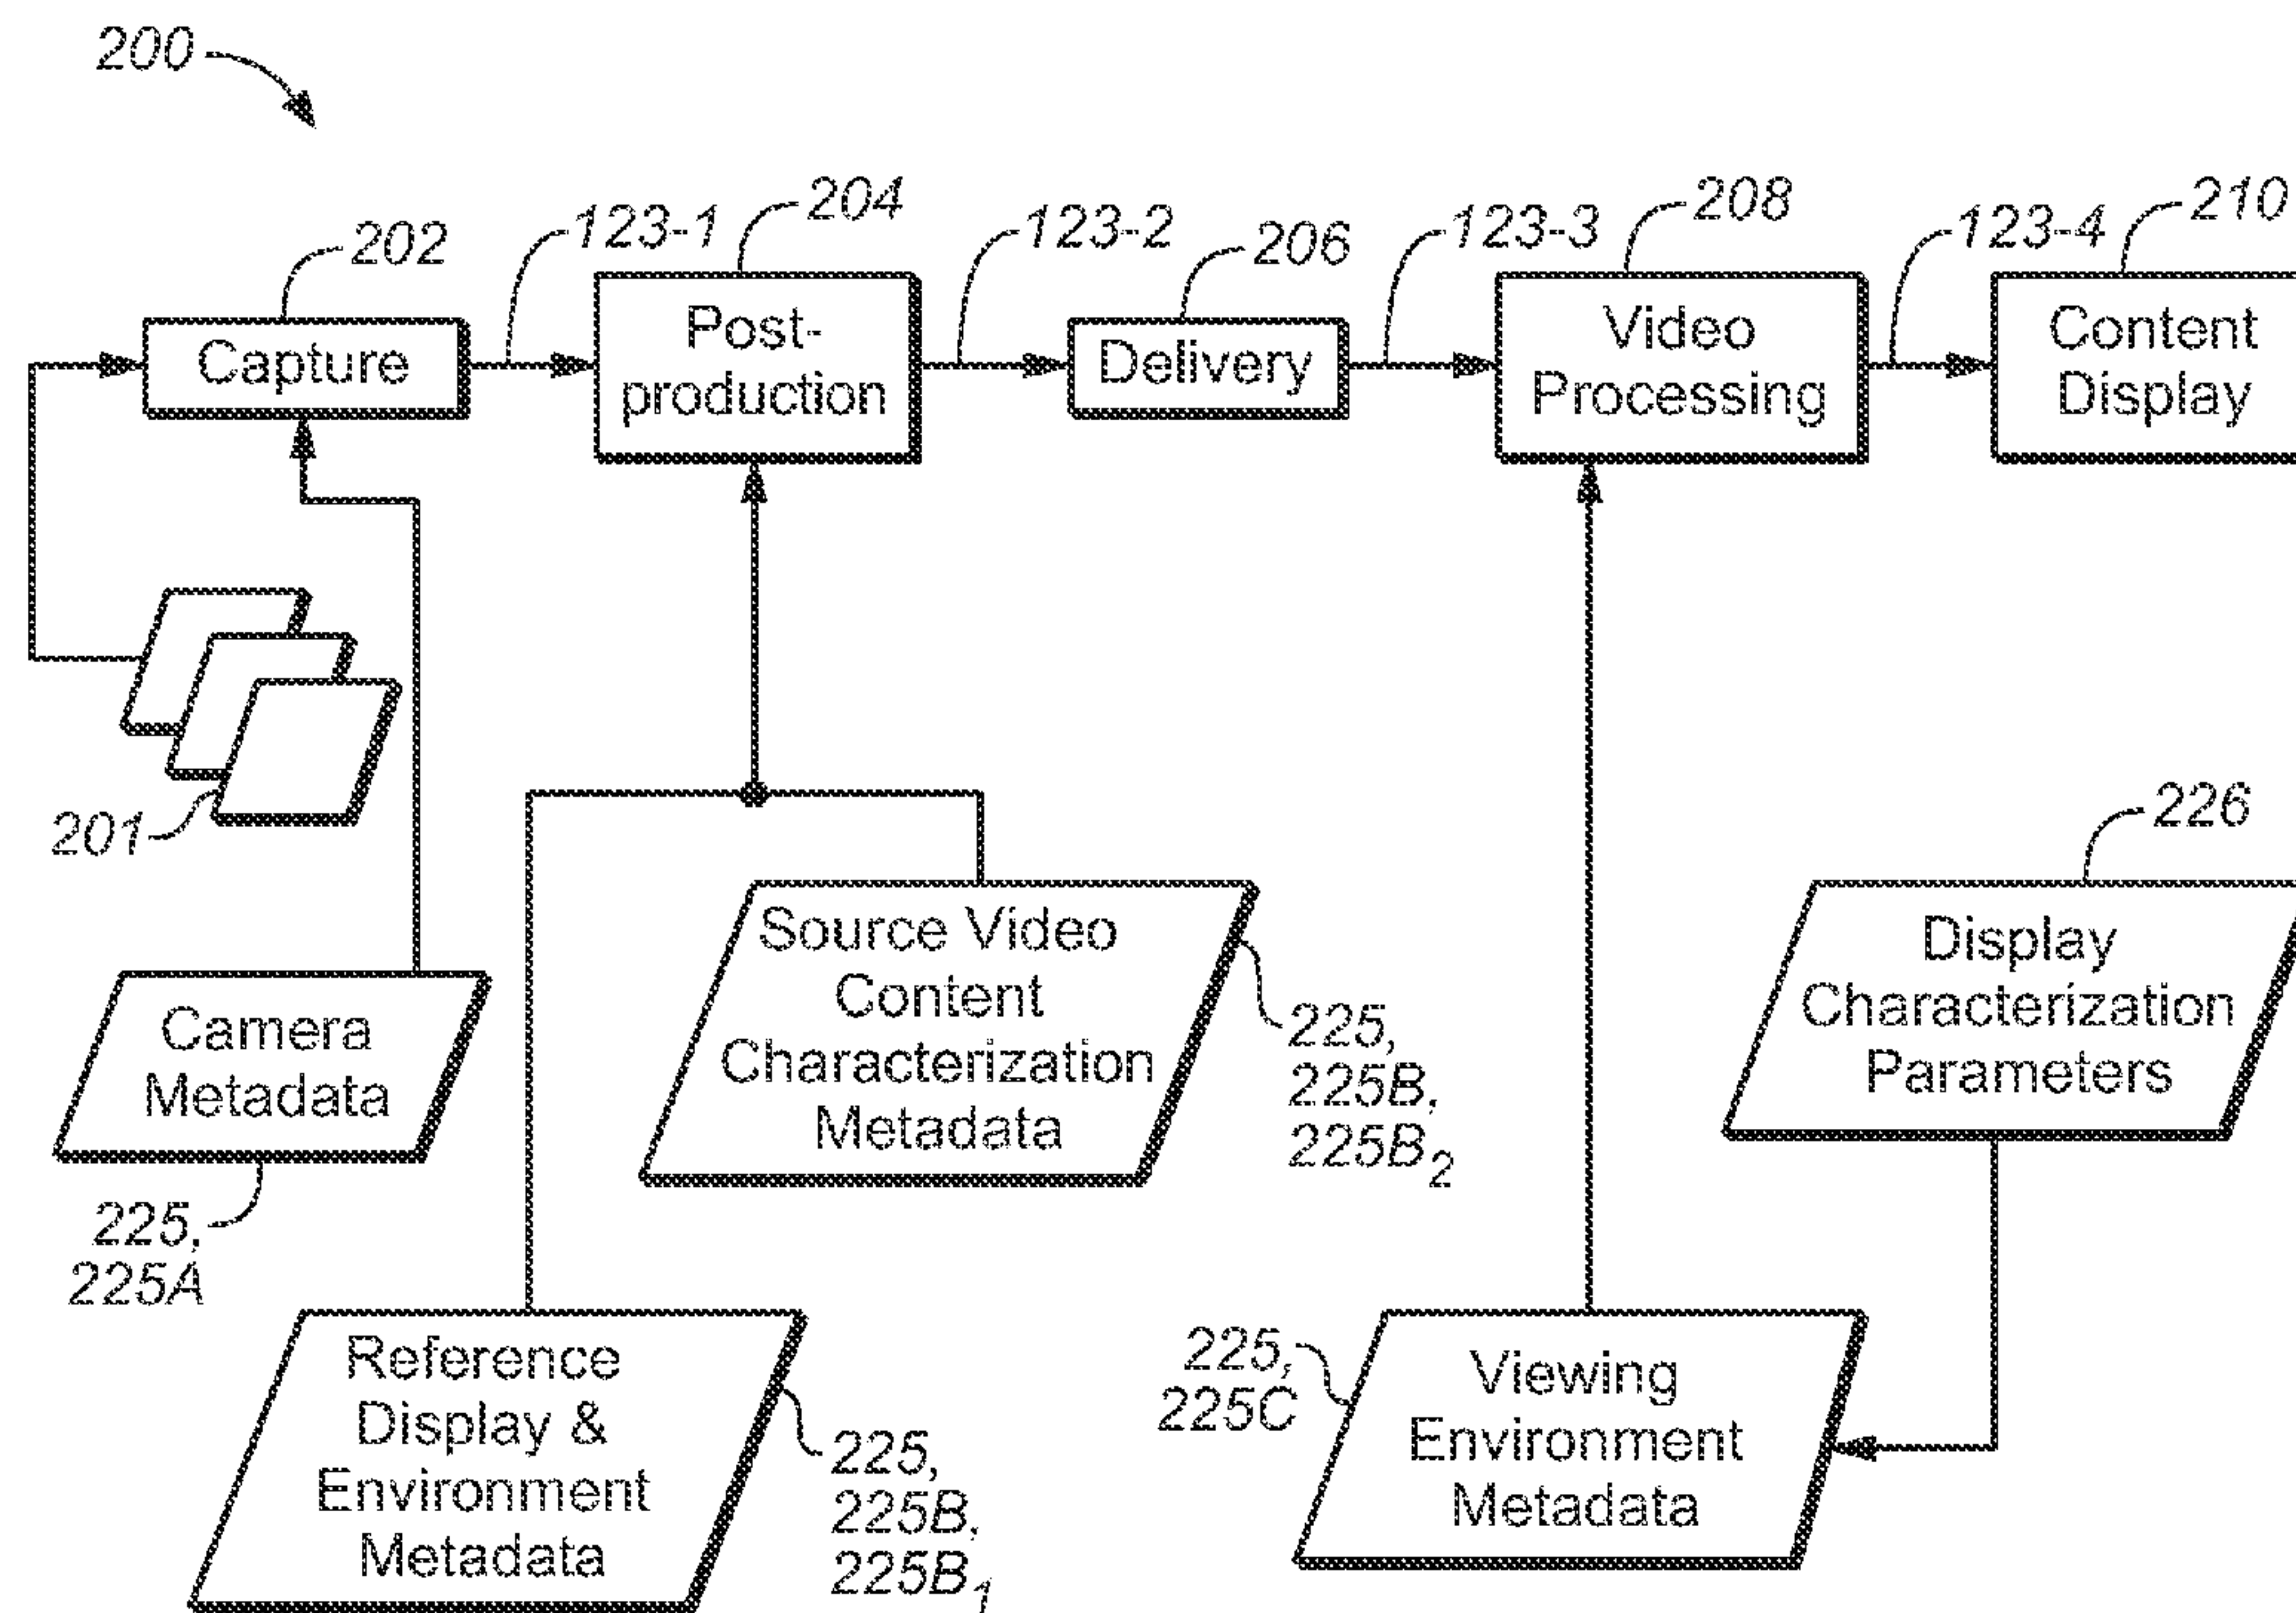 200
202
123-1
204
123-2
206
123-3
208
123-4
210
Capture
Post-
production
Delivery
Video
Processing
Content
Display
201
226
Source Video
Content
Characterization
Metadata
225,
225B,
225B2
Display
Characterization
Parameters
Camera
Metadata
225,
225A
Reference
Display &
Environment
Metadata
225,
225B,
225B1
225,
225C
Viewing
Environment
Metadata